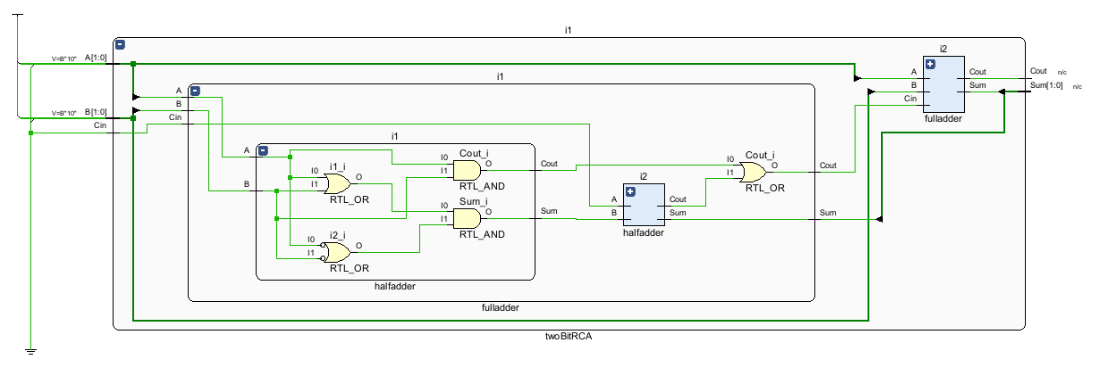 i1
V=B"10" A[1:0]
V=B"10" B[1:0]
Cin
i2
A Cout
B Sum
Cin
fulladder
Cout n/c
Sum[1:0] n/c
i1
A
B
Cin
i1
A
B
I0 i1_i
I1 O
RTL_OR
I0 i2_i
I1 O
RTL_OR
Cout_i
I0 O
I1
RTL_AND
Sum_i
I0 O
I1
RTL_AND
Cout
Sum
halfadder
i2
A Cout
B Sum
halfadder
Cout_i
I0 O
I1
RTL_OR
Cout
Sum
fulladder
twoBitRCA